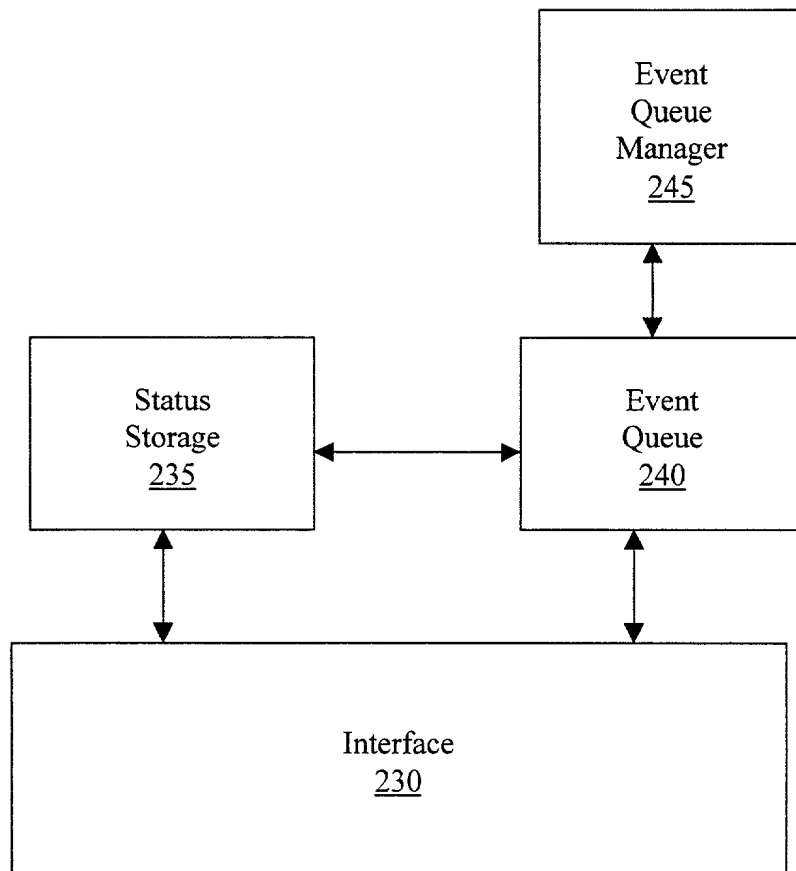 Event
Queue
Manager
245
Status
Storage
235
Event
Queue
240
Interface
230